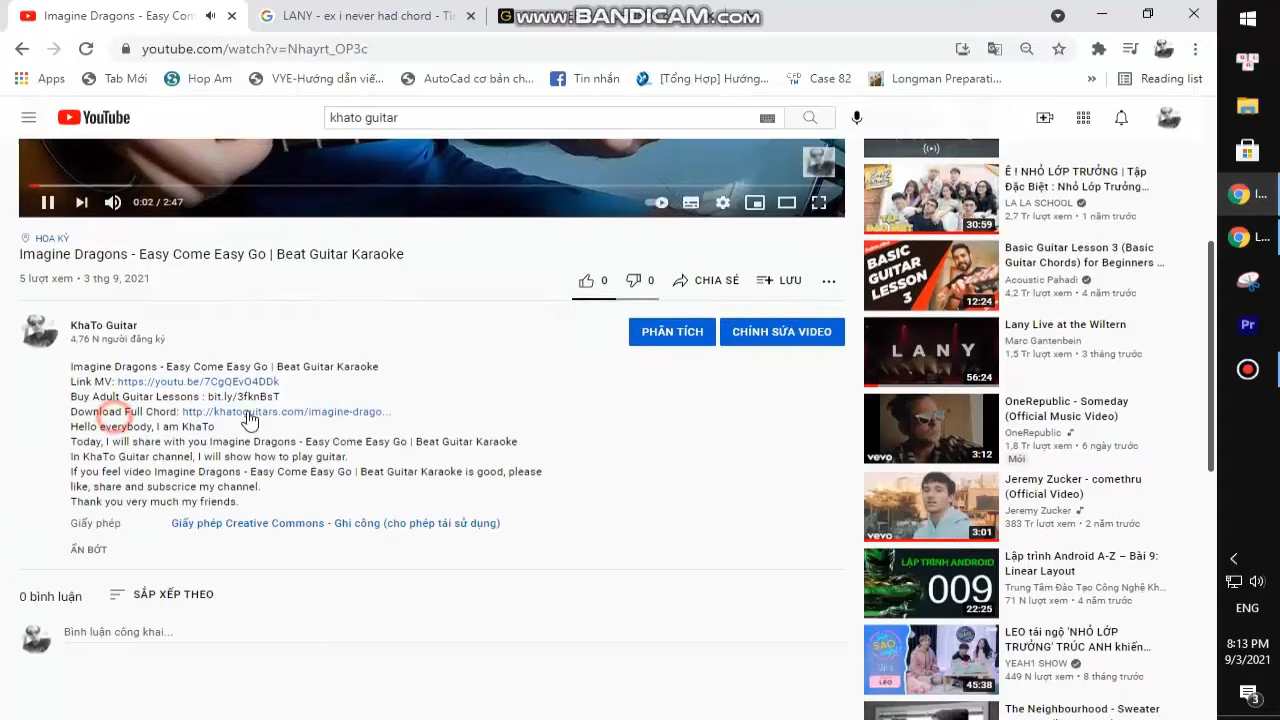 Imagine Dragons - Easy Com
LANY - ex i never had chord - Th
www.BANDICAM.com
youtube.com/watch?v=Nhayrt_OP3c
Apps
Tab Mới
Hop Am
VYE-Hướng dẫn viế...
AutoCad cơ bản ch...
Tin nhắn
[Tổng Hợp] Hướng...
Case 82
Longman Preparati...
»
Reading list
YouTube
khato guitar
0:02 / 2:47
HOA KỲ
Imagine Dragons - Easy Come Easy Go | Beat Guitar Karaoke
5 lượt xem • 3 thg 9, 2021
0
0
CHIA SẺ
LƯU
KhaTo Guitar
4,76 N người đăng ký
PHÂN TÍCH
CHỈNH SỬA VIDEO
Imagine Dragons - Easy Come Easy Go | Beat Guitar Karaoke
Link MV: https://youtu.be/7CgQEvO4DDk
Buy Adult Guitar Lessons : bit.ly/3fknBsT
Download Full Chord: http://khatoguitars.com/imagine-drago...
Hello everybody, I am KhaTo
Today, I will share with you Imagine Dragons - Easy Come Easy Go | Beat Guitar Karaoke
In KhaTo Guitar channel, I will show how to play guitar
If you feel video Imagine Dragons - Easy Come Easy Go | Beat Guitar Karaoke is good, please
like, share and subscrice my channel.
Thank you very much my friends.
Giấy phép
Giấy phép Creative Commons - Ghi công (cho phép tái sử dụng)
ẨN BỚT
0 bình luận
SẮP XẾP THEO
Bình luận công khai...
30:59
Ê ! NHỎ LỚP TRƯỞNG | Tập
Đặc Biệt : Nhỏ Lớp Trưởng...
LA LA SCHOOL
2,7 Tr lượt xem • 1 năm trước
BASIC
GUITAR
LESSON
3
12:24
Basic Guitar Lesson 3 (Basic
Guitar Chords) for Beginners ...
Acoustic Pahadi
4,2 Tr lượt xem • 4 năm trước
LANY
56:24
Lany Live at the Wiltern
Marc Gantenbein
1,5 Tr lượt xem • 3 tháng trước
vevo
3:12
OneRepublic - Someday
(Official Music Video)
OneRepublic
1,8 Tr lượt xem • 6 ngày trước
Mới
vevo
3:01
Jeremy Zucker - comethru
(Official Video)
Jeremy Zucker
383 Tr lượt xem • 2 năm trước
LẬP TRÌNH ANDROID
009
22:25
Lập trình Android A-Z – Bài 9:
Linear Layout
Trung Tâm Đào Tạo Công Nghệ Kh...
71 N lượt xem • 4 năm trước
LEO
45:38
LEO tái ngộ 'NHỎ LỚP
TRƯỞNG' TRÚC ANH khiến...
YEAH1 SHOW
449 N lượt xem • 8 tháng trước
The Neighbourhood - Sweater
I...
L...
Pr
ENG
8:13 PM
9/3/2021
3